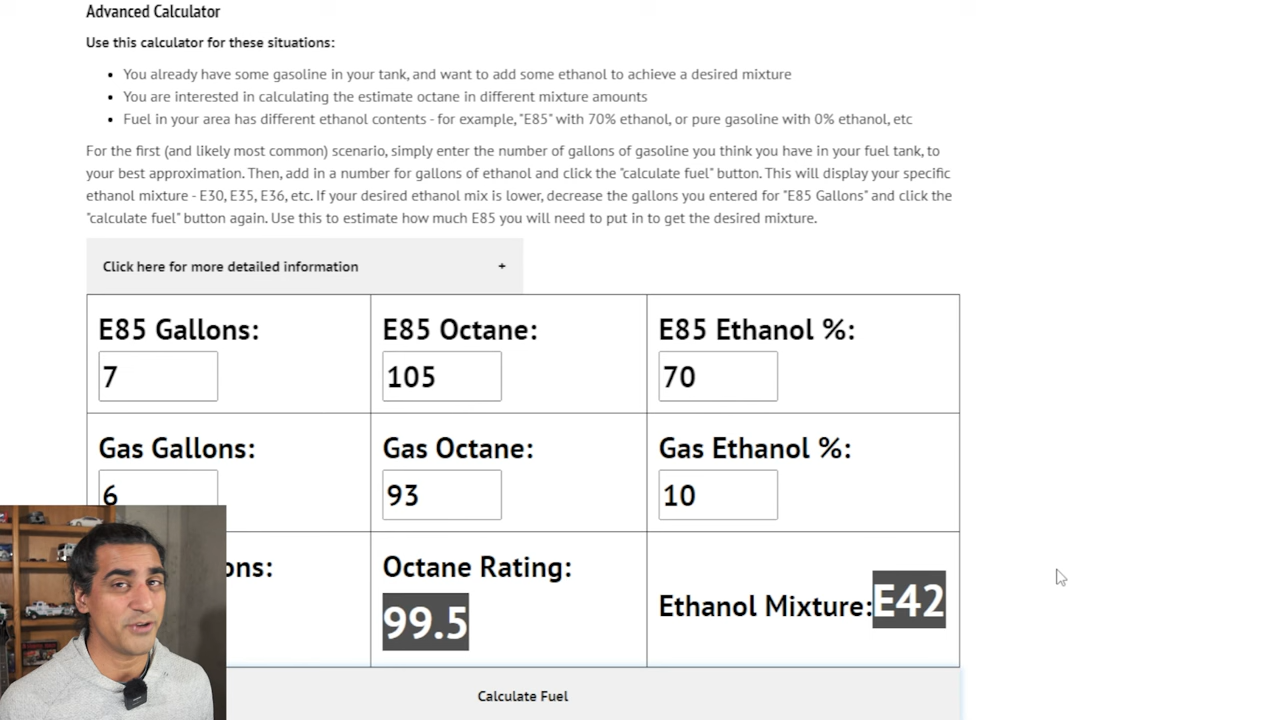 Advanced Calculator
Use this calculator for these situations:
• You already have some gasoline in your tank, and want to add some ethanol to achieve a desired mixture
• You are interested in calculating the estimate octane in different mixture amounts
• Fuel in your area has different ethanol contents - for example, "E85" with 70% ethanol, or pure gasoline with 0% ethanol, etc
For the first (and likely most common) scenario, simply enter the number of gallons of gasoline you think you have in your fuel tank, to
your best approximation. Then, add in a number for gallons of ethanol and click the "calculate fuel" button. This will display your specific
ethanol mixture - E30, E35, E36, etc. If your desired ethanol mix is lower, decrease the gallons you entered for "E85 Gallons" and click the
"calculate fuel" button again. Use this to estimate how much E85 you will need to put in to get the desired mixture.
Click here for more detailed information +
E85 Gallons: E85 Octane: E85 Ethanol %:
7 105 70
Gas Gallons: Gas Octane: Gas Ethanol %:
6 93 10
ons: Octane Rating:
Ethanol Mixture: E42
99.5
Calculate Fuel